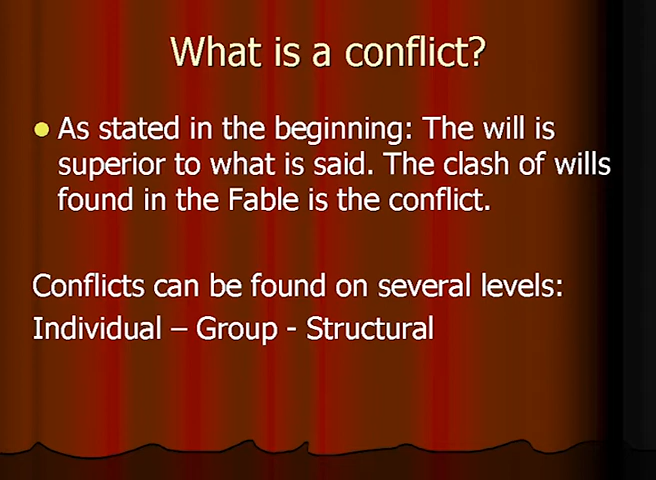 What is a conflict?
As stated in the beginning: The will is
superior to what is said. The clash of wills
found in the Fable is the conflict.
Conflicts can be found on several levels:
Individual – Group - Structural